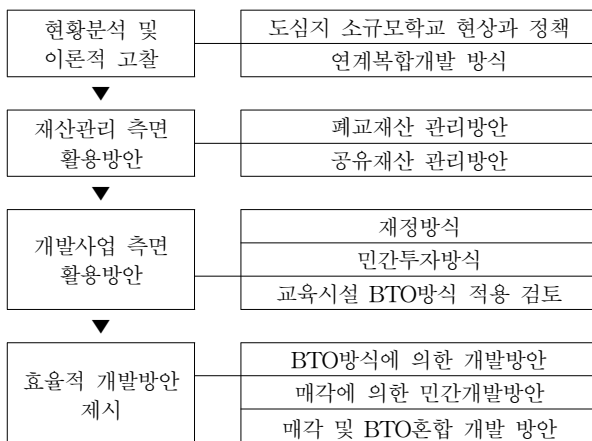 현황분석 및
이론적 고찰
도심지 소규모학교 현상과 정책
연계복합개발 방식
▼
재산관리 측면
활용방안
폐교재산 관리방안
공유재산 관리방안
▼
개발사업 측면
활용방안
재정방식
민간투자방식
교육시설 BTO방식 적용 검토
▼
효율적 개발방안
제시
BTO방식에 의한 개발방안
매각에 의한 민간개발방안
매각 및 BTO혼합 개발 방안